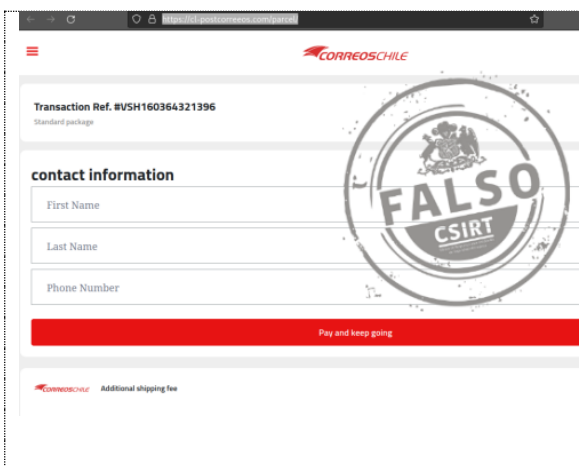 https://cl-postcorreeos.com/parcel/
CORREOSCHILE
Transaction Ref. #VSH160364321396
Standard package
contact information
First Name
Last Name
Phone Number
FALSO
CSIRT
Pay and keep going
CORREOSCHILE Additional shipping fee